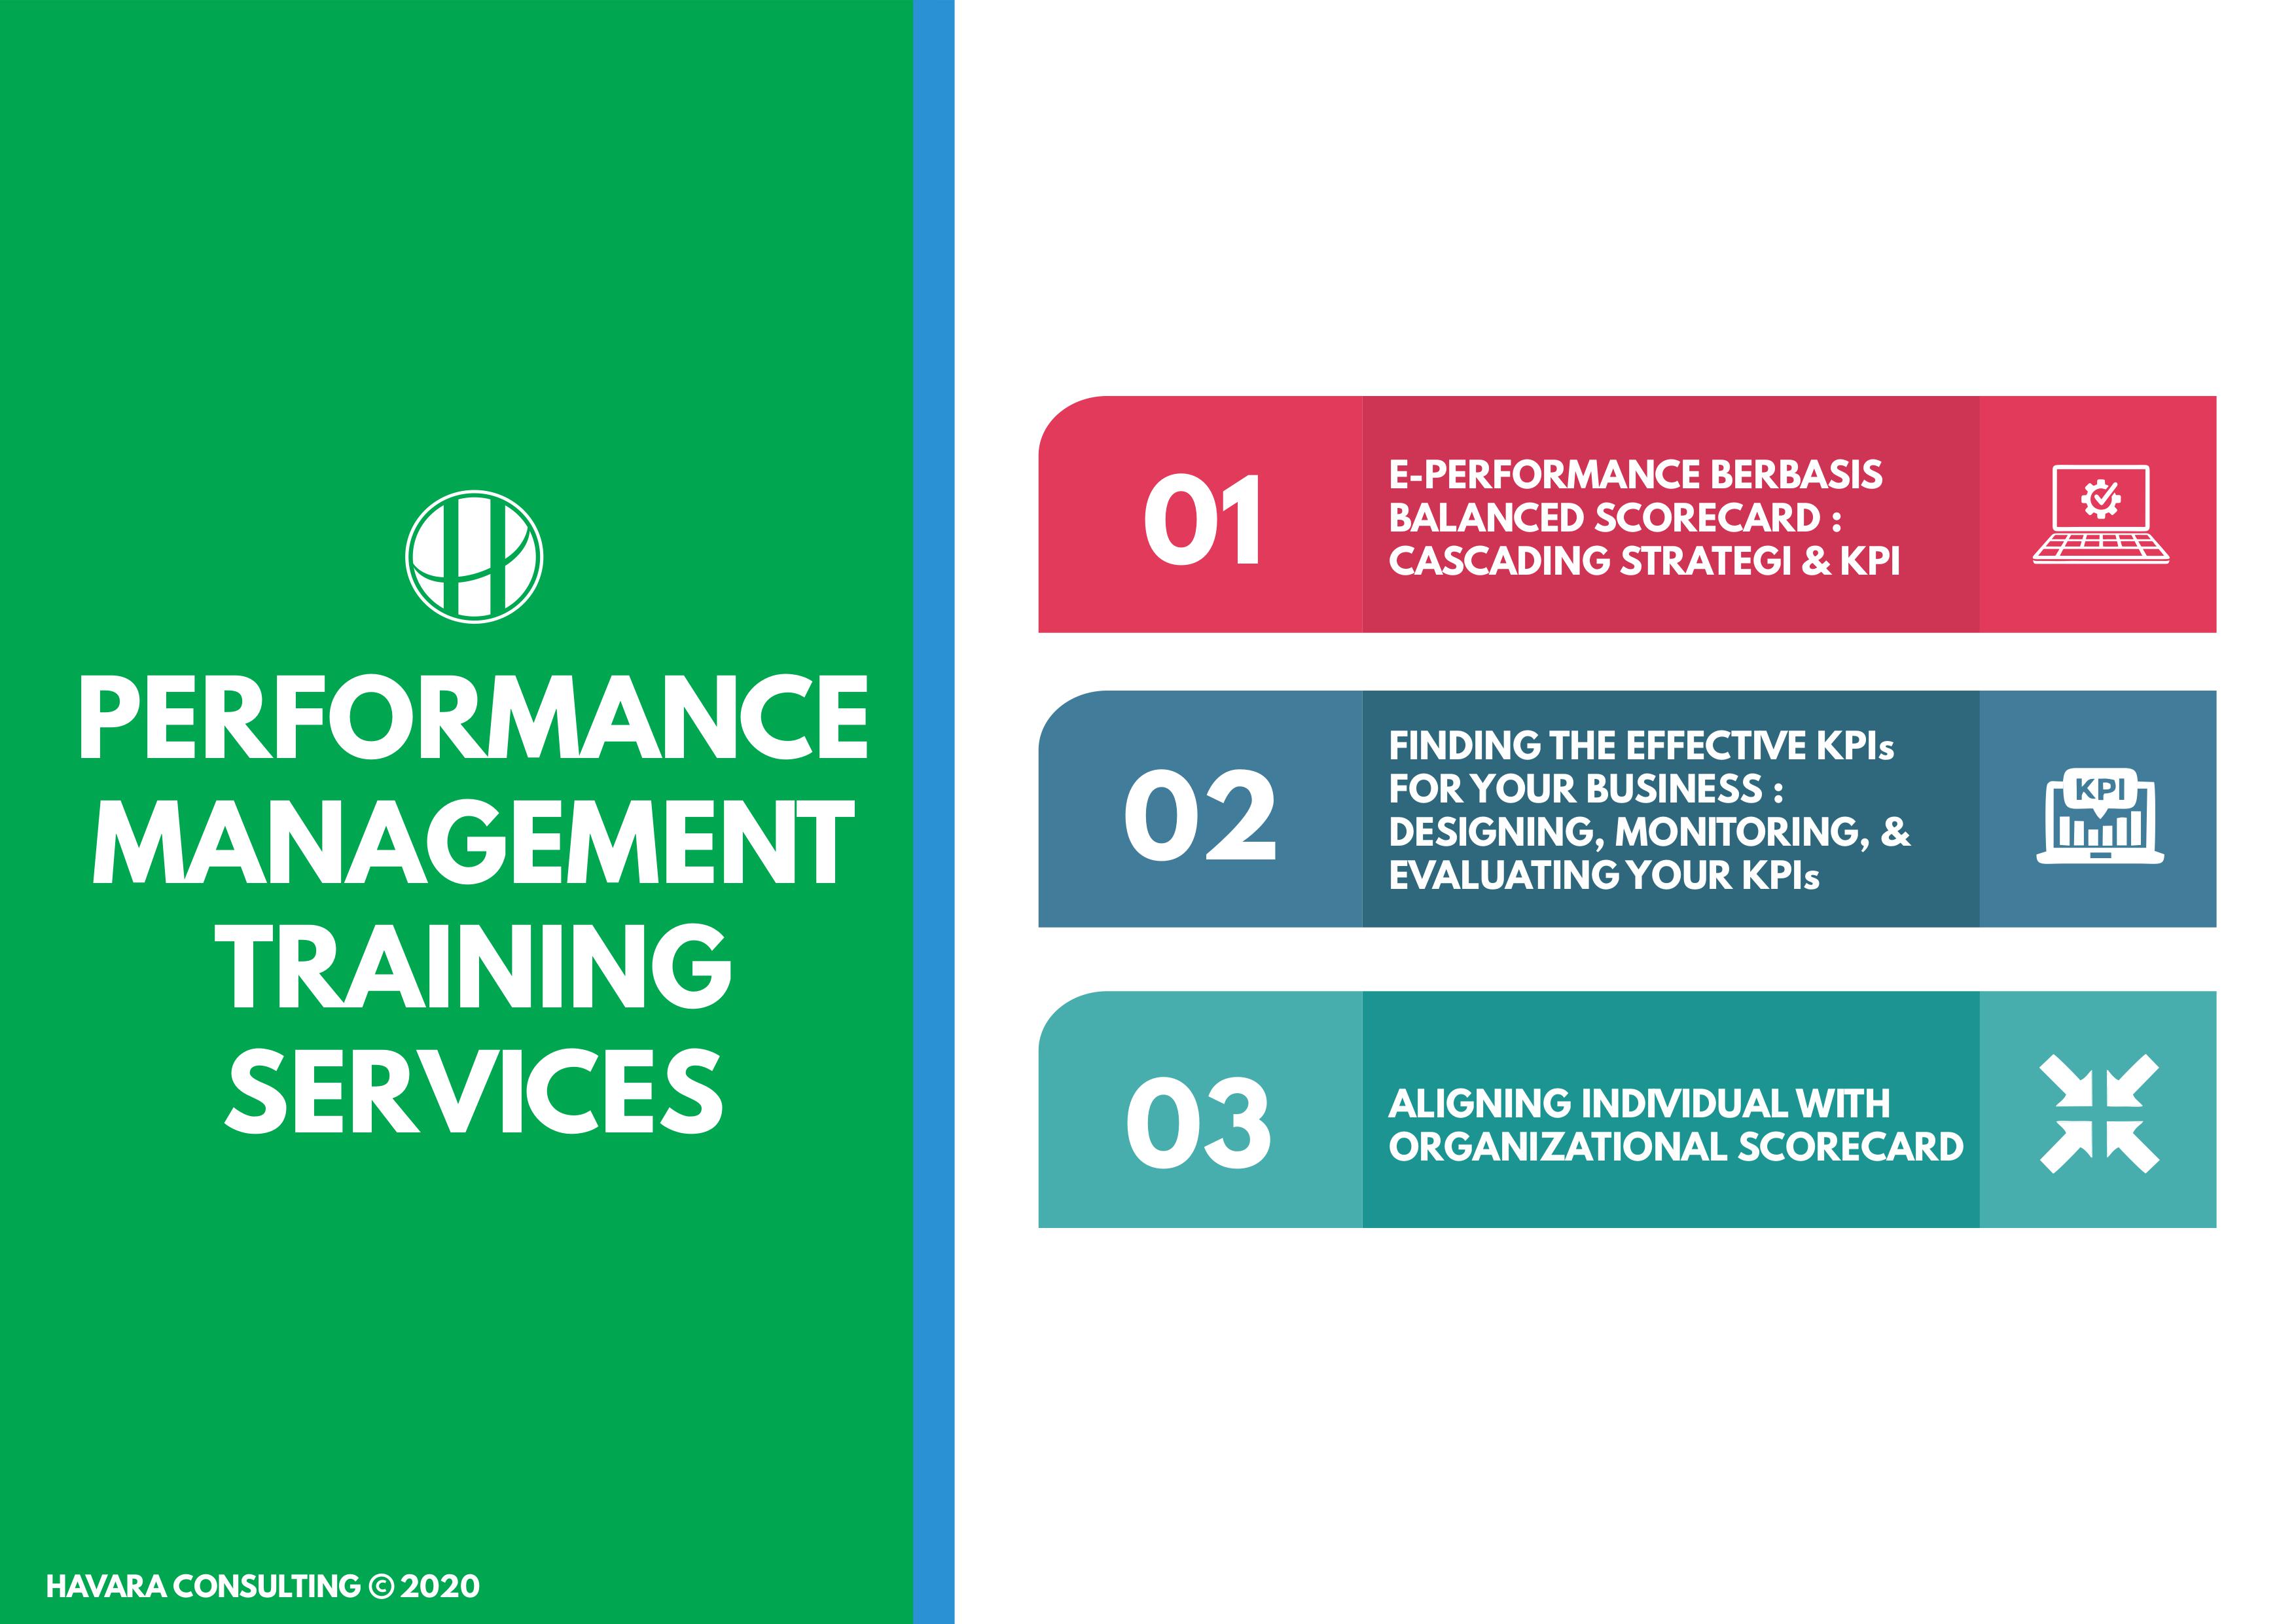 PERFORMANCE
MANAGEMENT
TRAINING
SERVICES
HAVARA CONSULTING © 2020
01
E-PERFORMANCE BERBASIS
BALANCED SCORECARD :
CASCADING STRATEGI & KPI
02
FINDING THE EFFECTIVE KPIs
FOR YOUR BUSINESS :
DESIGNING, MONITORING, &
EVALUATING YOUR KPIs
KPI
03
ALIGNING INDIVIDUAL WITH
ORGANIZATIONAL SCORECARD